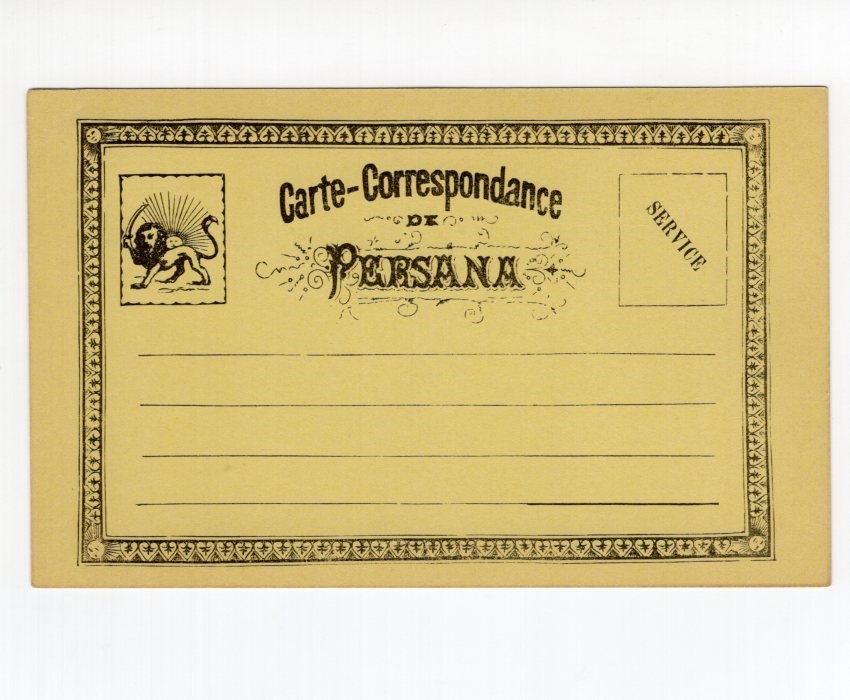 Carte-Correspondance
DE
PERSANA
SERVICE